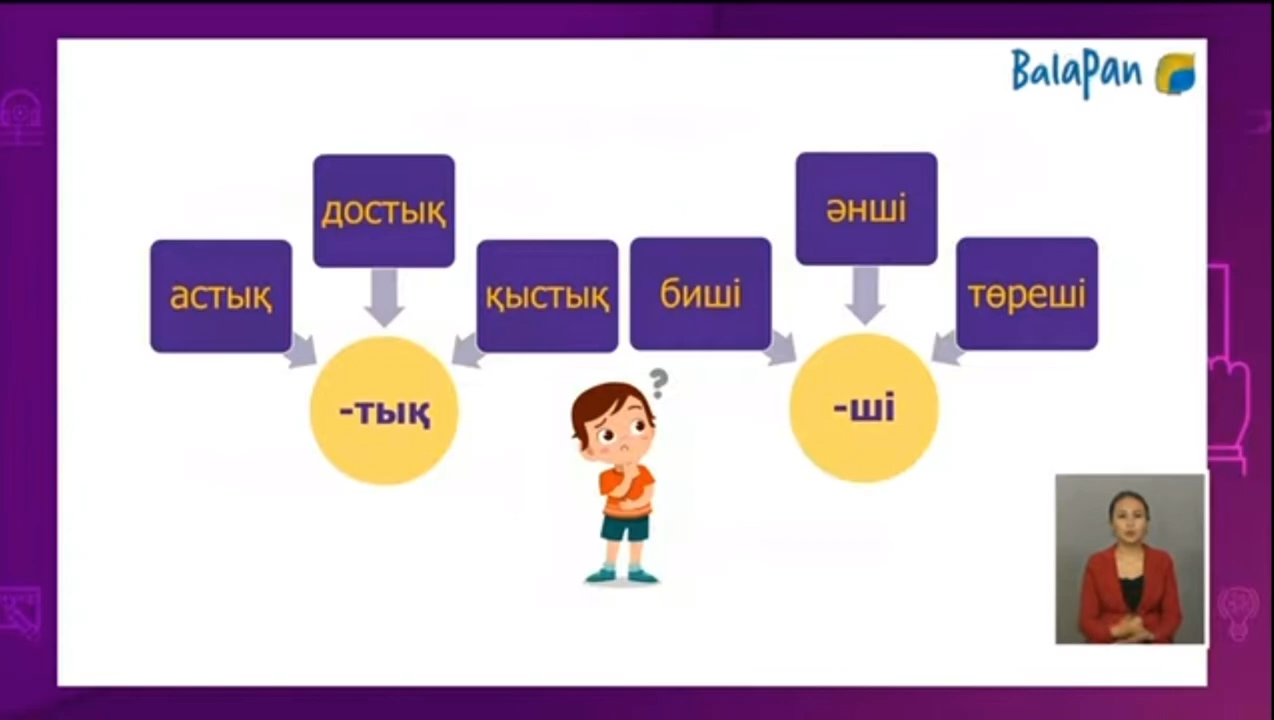 BalaPan
достық
әнші
астық
қыстық
биші
төреші
?
-тық
-ші